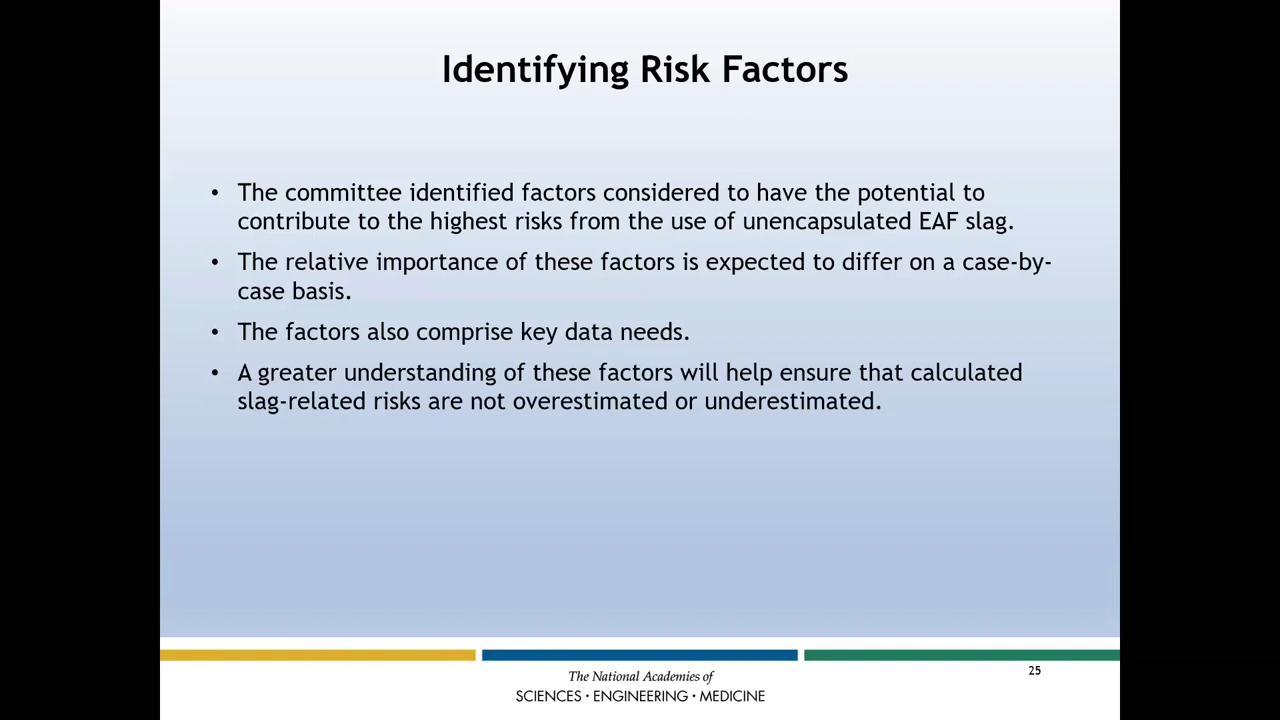 Identifying Risk Factors
• The committee identified factors considered to have the potential to
contribute to the highest risks from the use of unencapsulated EAF slag.
• The relative importance of these factors is expected to differ on a case-by-
case basis.
• The factors also comprise key data needs.
• A greater understanding of these factors will help ensure that calculated
slag-related risks are not overestimated or underestimated.
25
The National Academies of
SCIENCES · ENGINEERING · MEDICINE